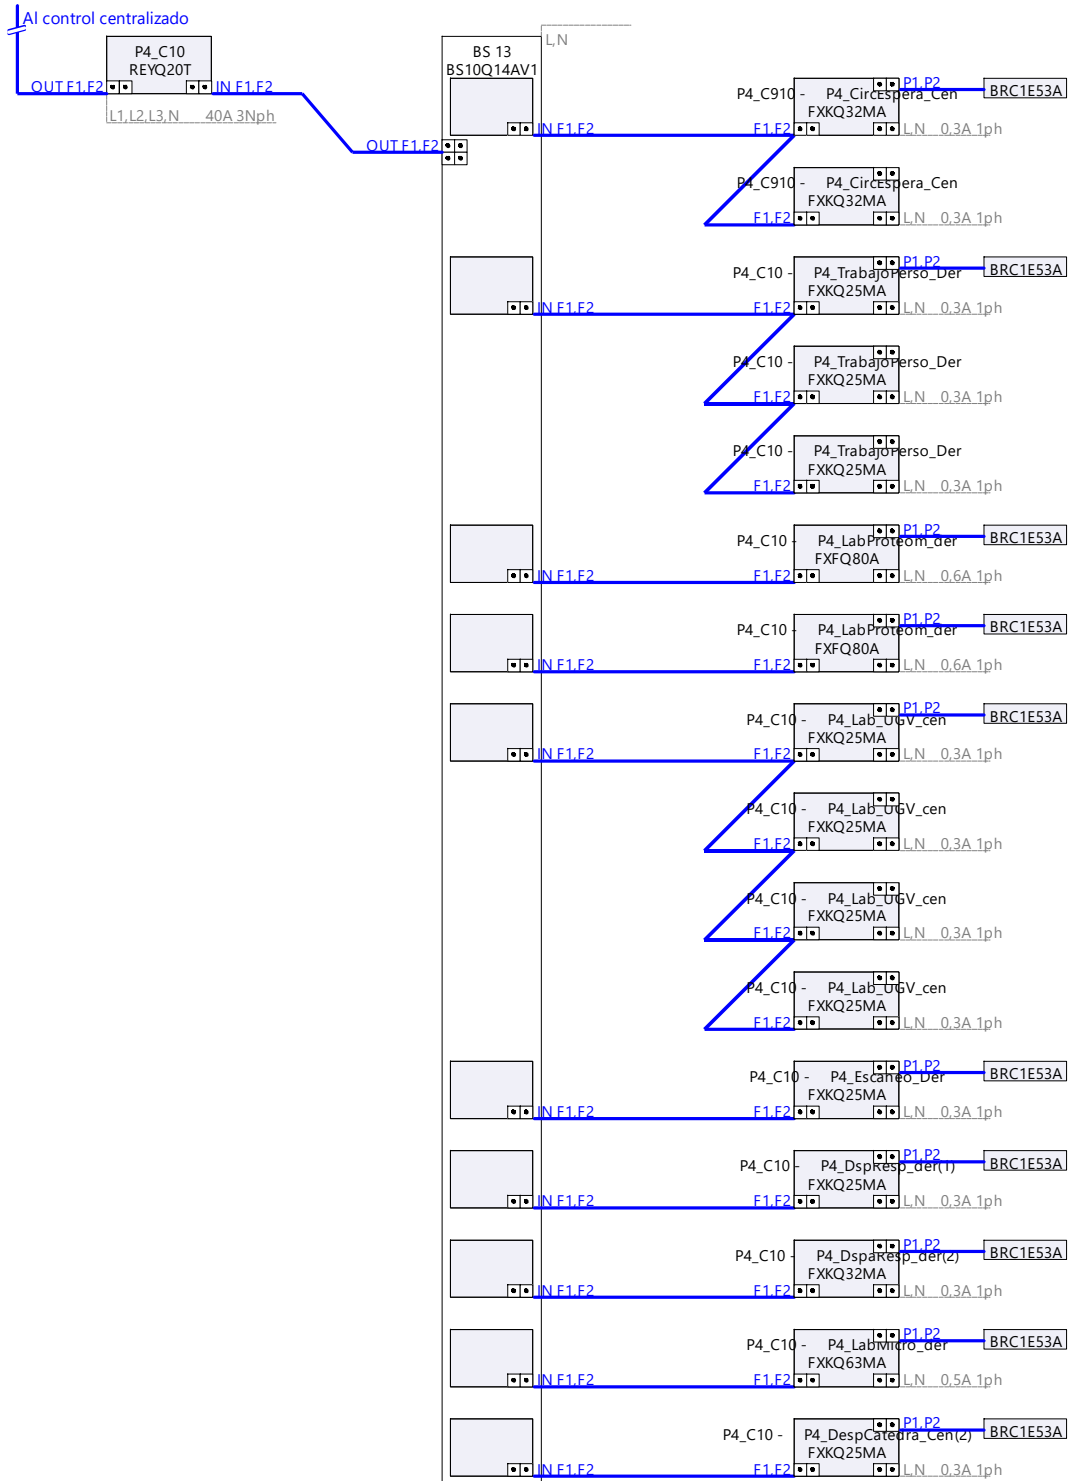 Al control centralizado
P4_C10
REYQ20T
OUT F1,F2
IN F1,F2
L1,L2,L3,N 40A 3Nph
L,N
BS 13
BS10Q14AV1
OUT F1,F2
P4_C910 - P4_CircEspera_Cen
FXKQ32MA
P1,P2
BRC1E53A
IN F1,F2
F1,F2
L,N 0,3A 1ph
P4_C910 - P4_CircEspera_Cen
FXKQ32MA
F1,F2
L,N 0,3A 1ph
P4_C10 - P4_TrabajoPerso_Der
FXKQ25MA
P1,P2
BRC1E53A
IN F1,F2
F1,F2
L,N 0,3A 1ph
P4_C10 - P4_TrabajoPerso_Der
FXKQ25MA
F1,F2
L,N 0,3A 1ph
P4_C10 - P4_TrabajoPerso_Der
FXKQ25MA
F1,F2
L,N 0,3A 1ph
P4_C10 - P4_LabProteom_der
FXFQ80A
P1,P2
BRC1E53A
IN F1,F2
F1,F2
L,N 0,6A 1ph
P4_C10 - P4_LabProteom_der
FXFQ80A
P1,P2
BRC1E53A
IN F1,F2
F1,F2
L,N 0,6A 1ph
P4_C10 - P4_Lab_UGV_cen
FXKQ25MA
P1,P2
BRC1E53A
IN F1,F2
F1,F2
L,N 0,3A 1ph
P4_C10 - P4_Lab_UGV_cen
FXKQ25MA
F1,F2
L,N 0,3A 1ph
P4_C10 - P4_Lab_UGV_cen
FXKQ25MA
F1,F2
L,N 0,3A 1ph
P4_C10 - P4_Lab_UGV_cen
FXKQ25MA
F1,F2
L,N 0,3A 1ph
P4_C10 - P4_Escaneo_Der
FXKQ25MA
P1,P2
BRC1E53A
IN F1,F2
F1,F2
L,N 0,3A 1ph
P4_C10 - P4_DspResp_der(1)
FXKQ25MA
P1,P2
BRC1E53A
IN F1,F2
F1,F2
L,N 0,3A 1ph
P4_C10 - P4_DspaResp_der(2)
FXKQ32MA
P1,P2
BRC1E53A
IN F1,F2
F1,F2
L,N 0,3A 1ph
P4_C10 - P4_LabMicro_der
FXKQ63MA
P1,P2
BRC1E53A
IN F1,F2
F1,F2
L,N 0,5A 1ph
P4_C10 - P4_DespCatedra_Cen(2)
FXKQ25MA
P1,P2
BRC1E53A
IN F1,F2
F1,F2
L,N 0,3A 1ph